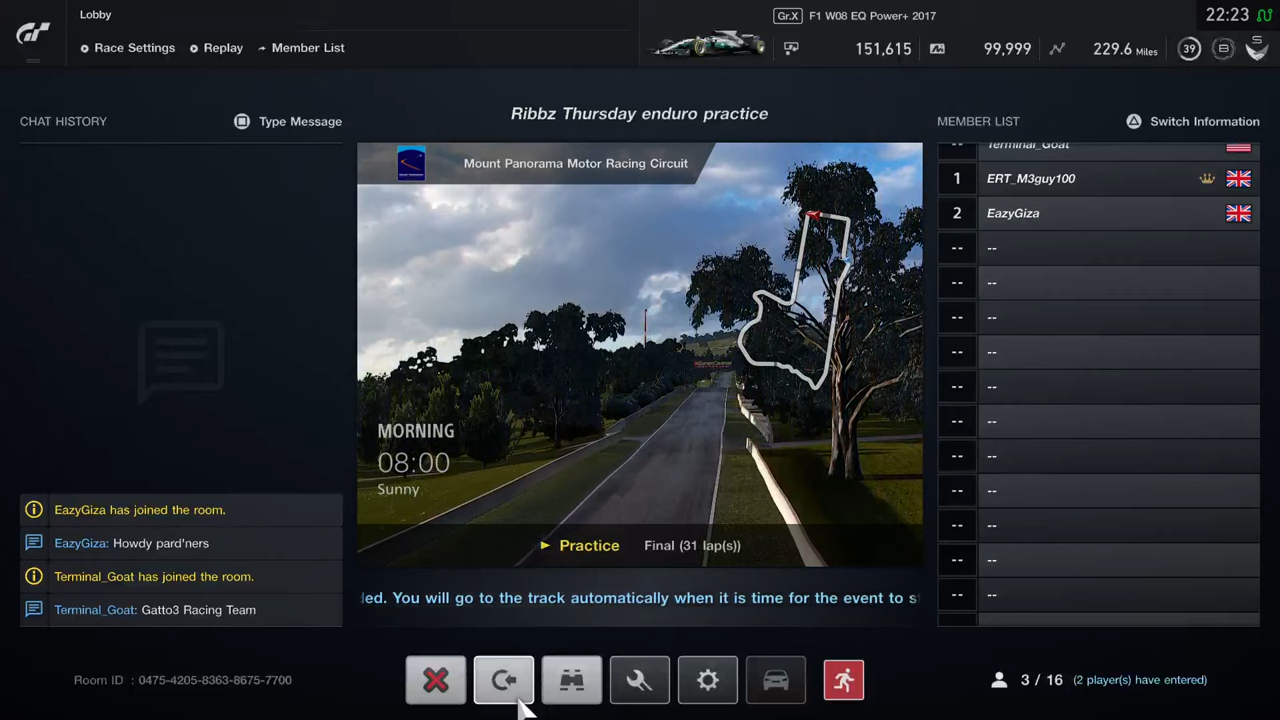 Lobby
Race Settings
Replay
Member List
Gr.X
F1 W08 EQ Power+ 2017
151,615
99,999
229.6 Miles
39
B
S
22:23
CHAT HISTORY
Type Message
EazyGiza has joined the room.
EazyGiza: Howdy pard'ners
Terminal_Goat has joined the room.
Terminal_Goat: Gatto3 Racing Team
Ribbz Thursday enduro practice
Mount Panorama Motor Racing Circuit
MORNING
08:00
Sunny
Practice
Final (31 lap(s))
led. You will go to the track automatically when it is time for the event to s
MEMBER LIST
Switch Information
-- Terminal_Goat
1 ERT_M3guy100
2 EazyGiza
-- --
-- --
-- --
-- --
-- --
-- --
-- --
-- --
-- --
-- --
-- --
Room ID : 0475-4205-8363-8675-7700
3 / 16
(2 player(s) have entered)